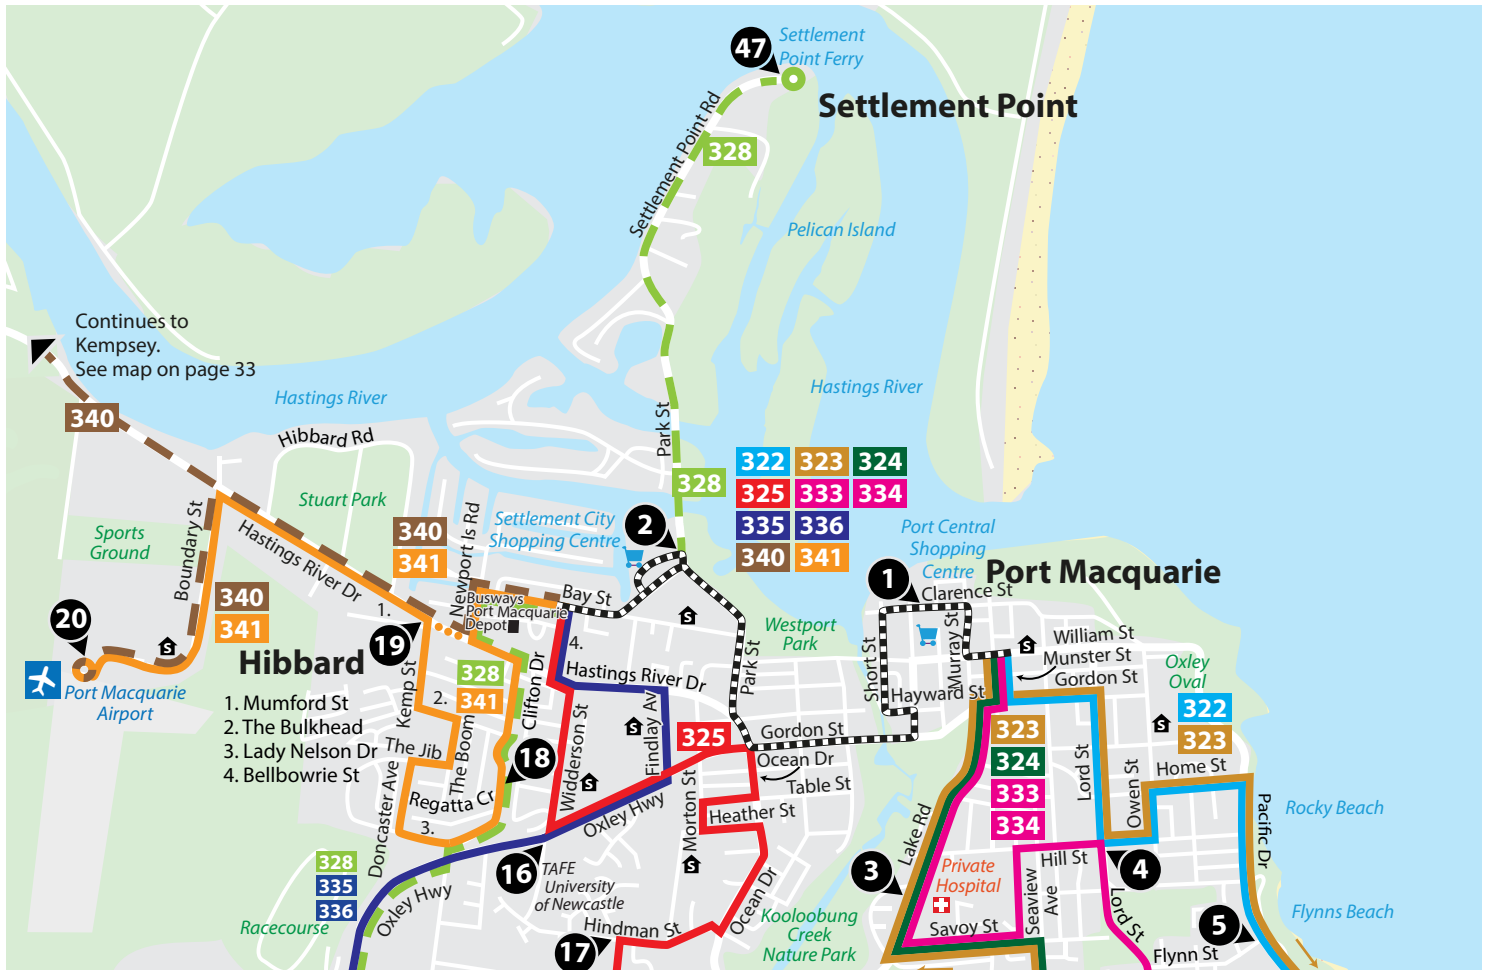 47
Settlement
Point Ferry
Settlement Point
Settlement Point Rd
328
Pelican Island
Continues to
Kempsey.
See map on page 33
340
Hastings River
Hibbard Rd
Hastings River
Park St
328
322 323 324
325 333 334
335 336
340 341
Stuart Park
Sports
Ground
Boundary St
Hastings River Dr
340
341
Newport Is Rd
Settlement City
Shopping Centre
2
Port Central
Shopping
Centre
1
Port Macquarie
Clarence St
340
341
20
Port Macquarie
Airport
1.
19
Busways
Port Macquarie
Depot
Bay St
4.
Westport
Park
Park St
Short St
Murray St
Hayward St
William St
Munster St
Gordon St
Oxley
Oval
322
323
Hibbard
1. Mumford St
2. The Bulkhead
3. Lady Nelson Dr
4. Bellbowrie St
Kemp St
328
341
2.
Clifton Dr
Hastings River Dr
Findlay Av
325
Gordon St
Ocean Dr
Table St
323
324
333
334
Lord St
Owen St
Home St
The Jib
The Boom
18
Widderson St
Morton St
Heather St
Oxley Hwy
Doncaster Ave
Regatta Cr
3.
Lake Rd
Pacific Dr
Rocky Beach
328
335
336
Oxley Hwy
16
TAFE
University
of Newcastle
3
Private
Hospital
Hill St
4
Seaview
Ave
Lord St
Racecourse
Hindman St
17
Ocean Dr
Kooloobung
Creek
Nature Park
Savoy St
5
Flynns Beach
Flynn St
S
S
S
S
S
S
S